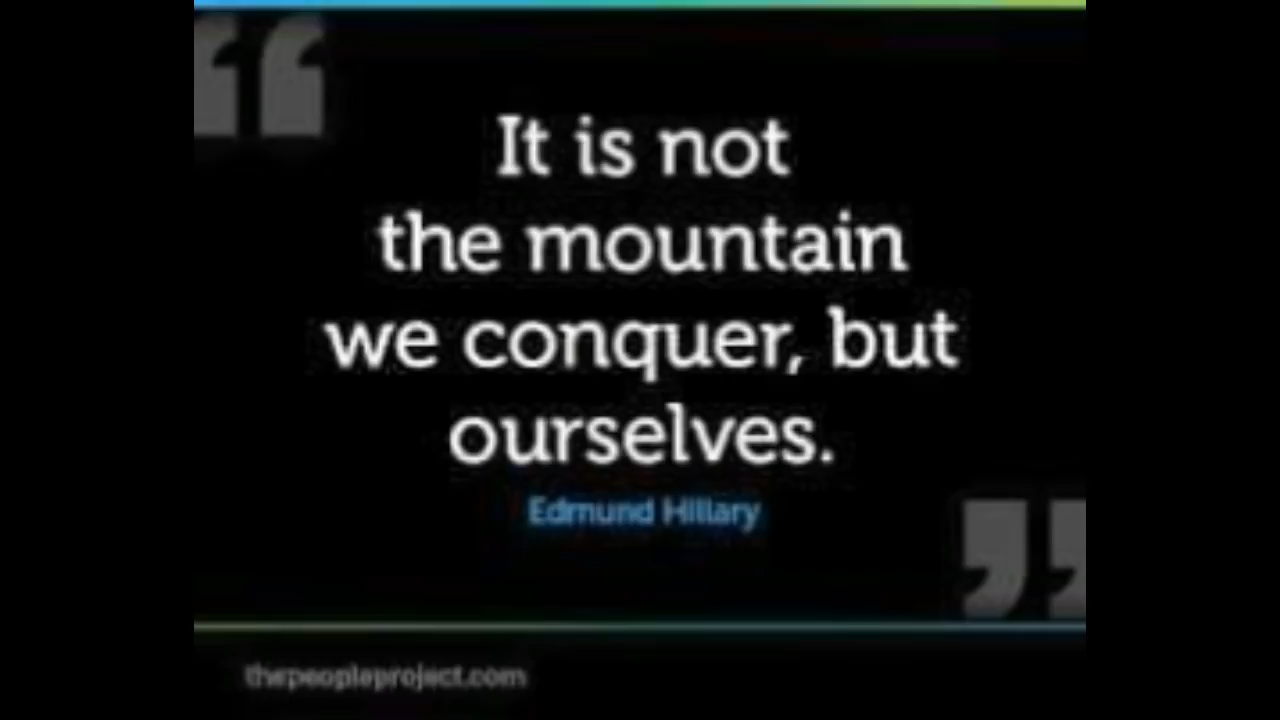 It is not
the mountain
we conquer, but
ourselves.
Edmund Hillary
thepeopleproject.com